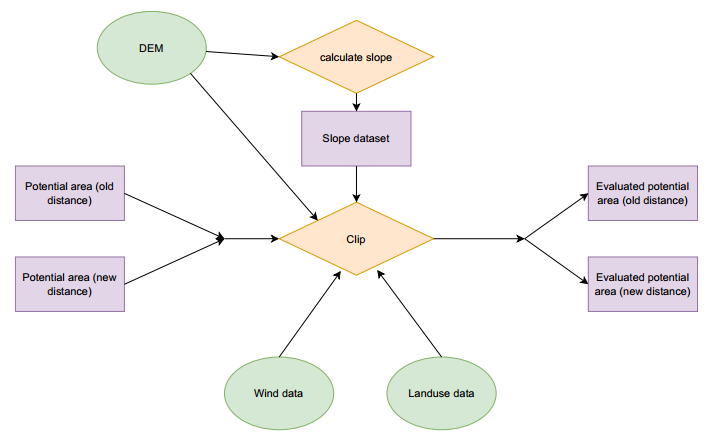 DEM
calculate slope
Slope dataset
Potential area (old
distance)
Evaluated potential
area (old distance)
Clip
Potential area (new
distance)
Evaluated potential
area (new distance)
Wind data
Landuse data